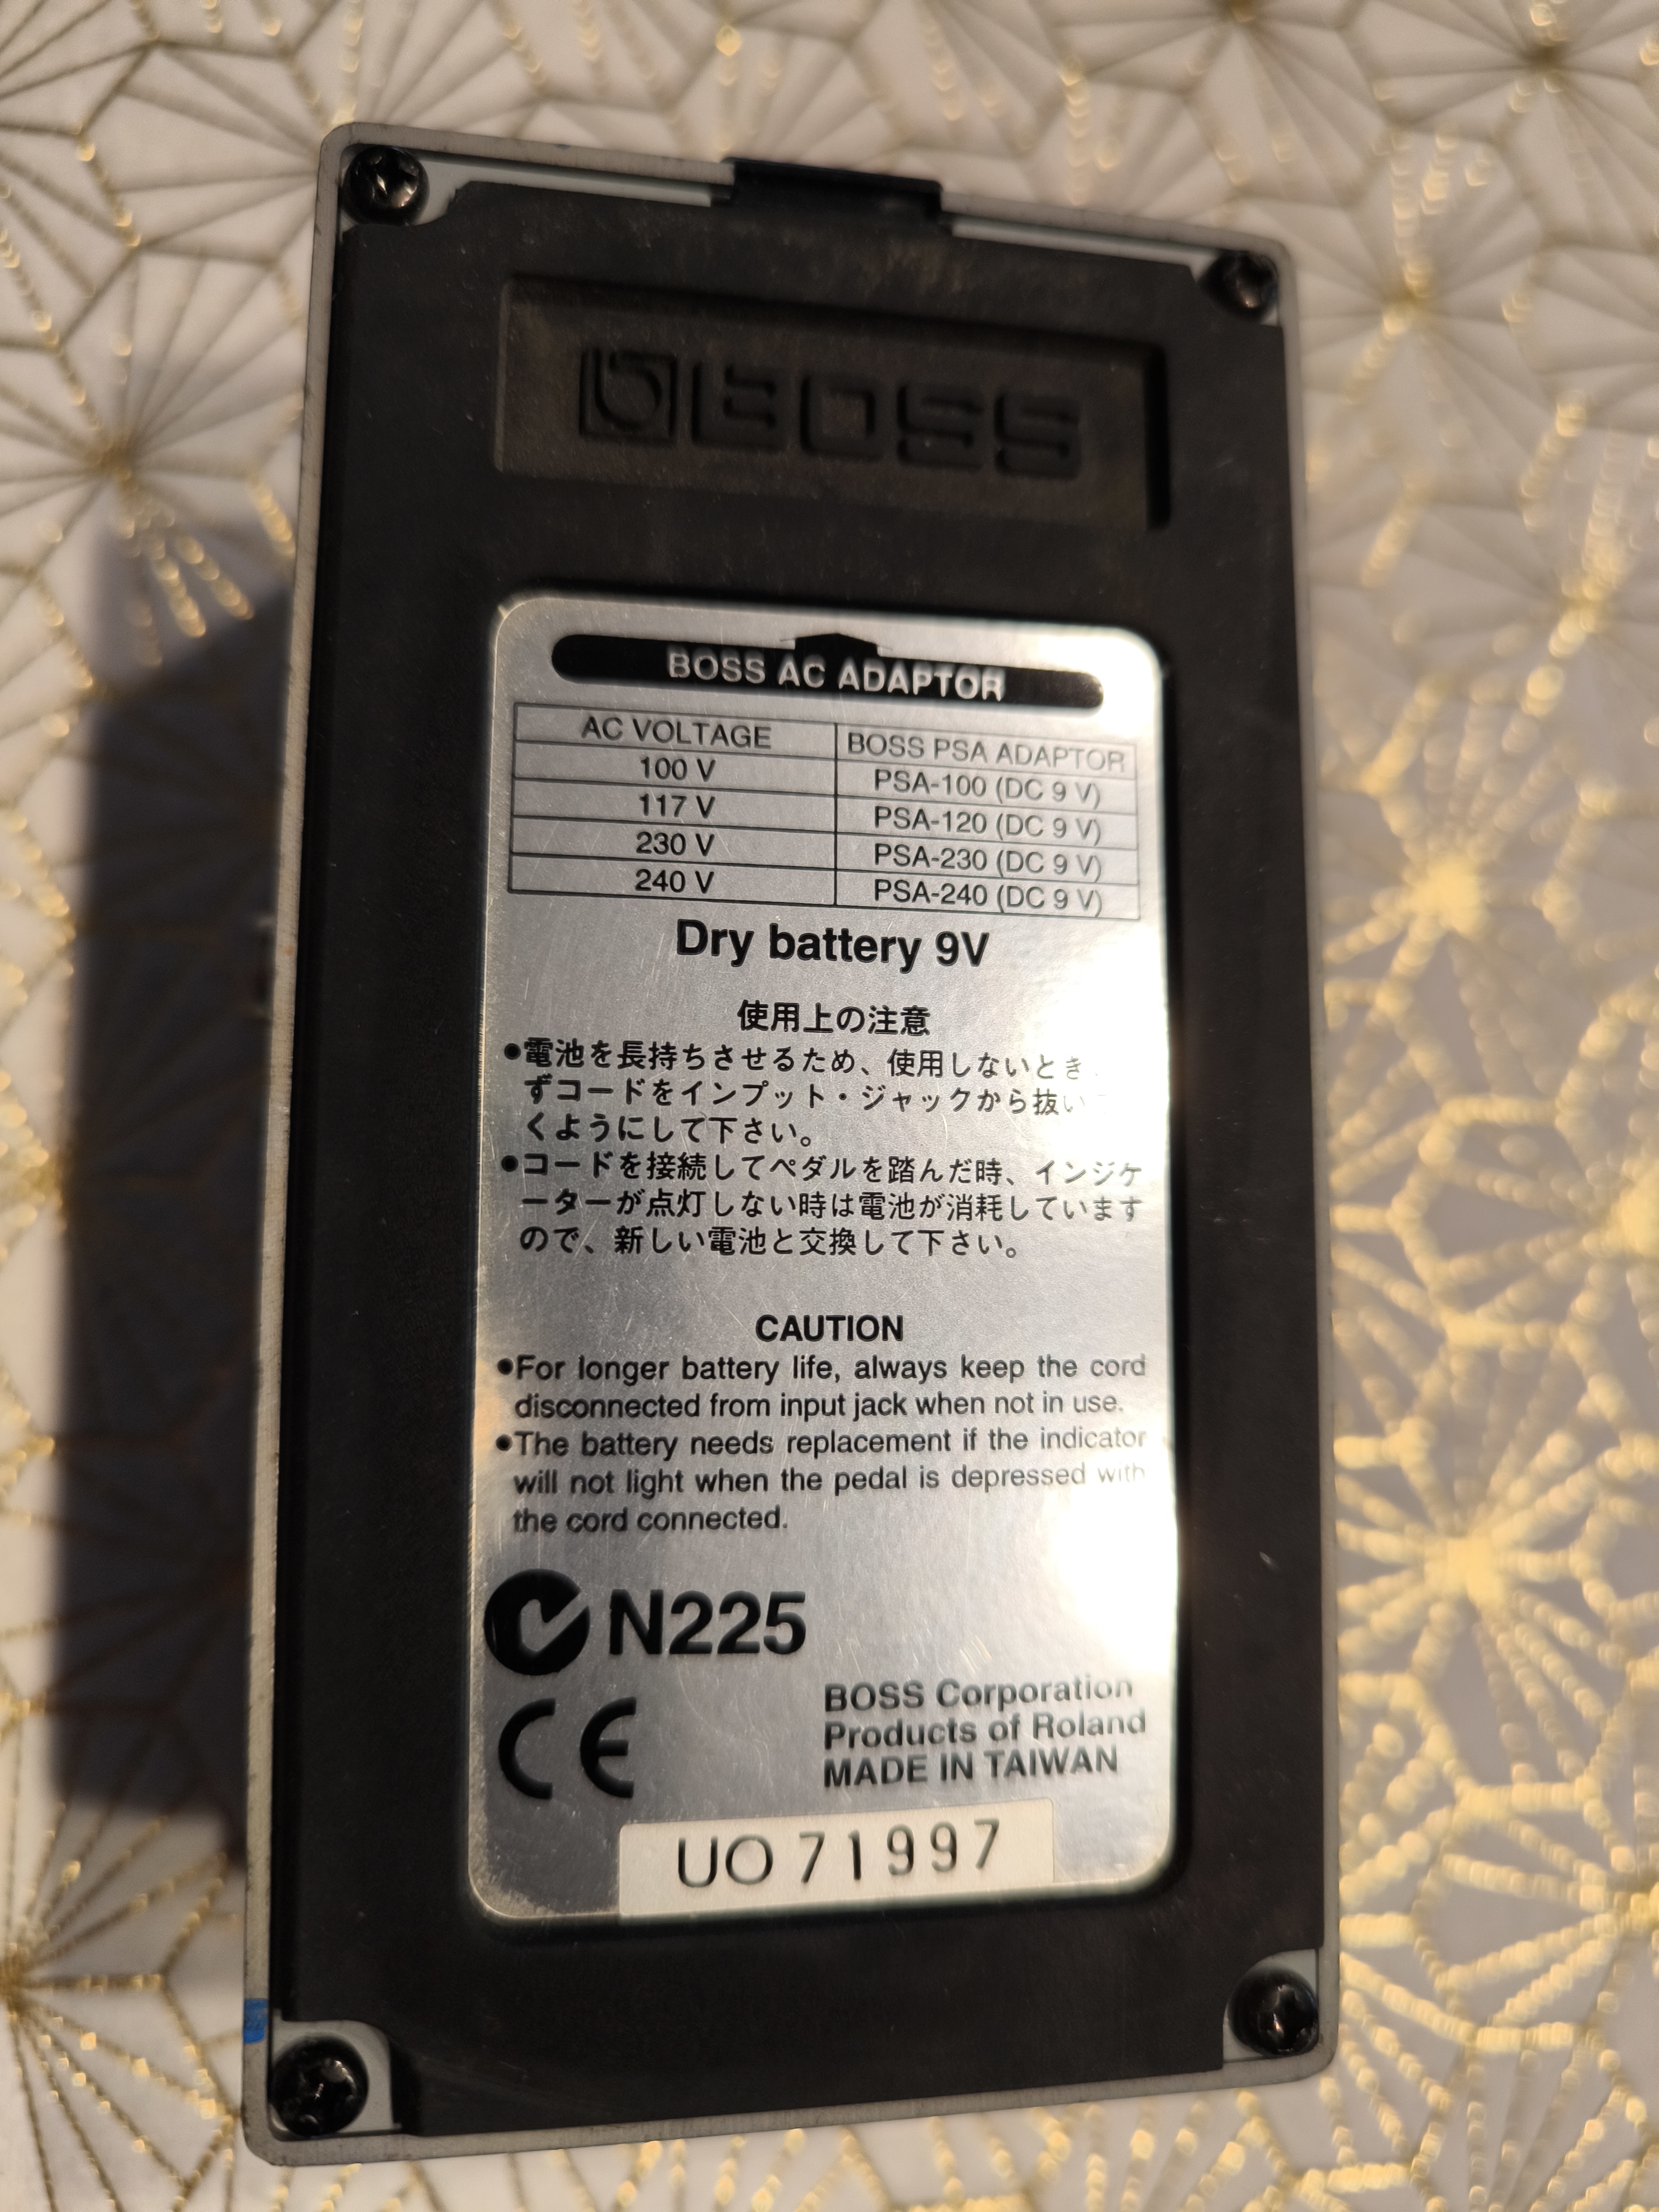 BOSS
BOSS AC ADAPTOR
AC VOLTAGE BOSS PSA ADAPTOR
100 V PSA-100 (DC 9 V)
117 V PSA-120 (DC 9 V)
230 V PSA-230 (DC 9 V)
240 V PSA-240 (DC 9 V)
Dry battery 9V
使用上の注意
●電池を長持ちさせるため、使用しないとき
ずコードをインプット・ジャックから抜い
くようにして下さい。
●コードを接続してペダルを踏んだ時、インジケ
ーターが点灯しない時は電池が消耗しています
ので、新しい電池と交換して下さい。
CAUTION
●For longer battery life, always keep the cord
disconnected from input jack when not in use.
●The battery needs replacement if the indicator
will not light when the pedal is depressed with
the cord connected.
N225
CE
BOSS Corporation
Products of Roland
MADE IN TAIWAN
UO71997